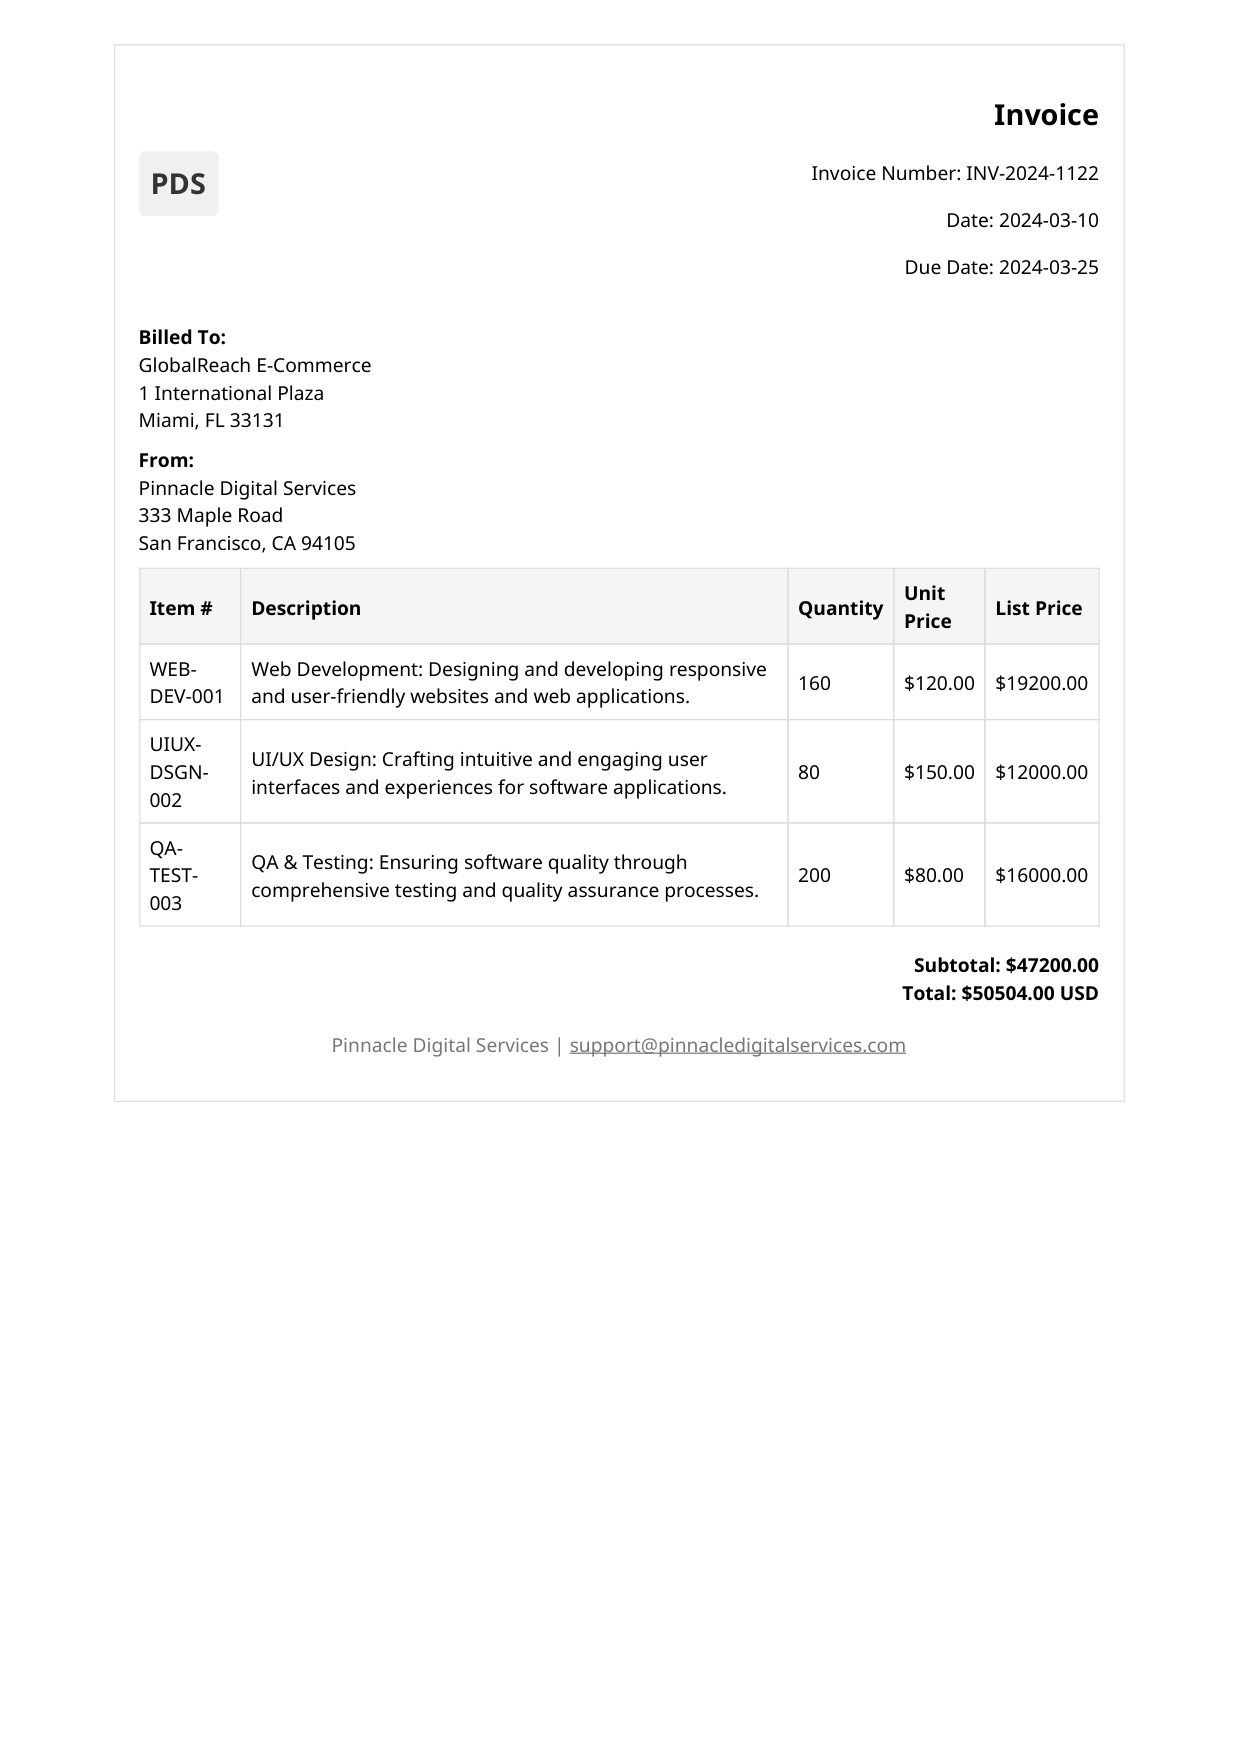 Invoice
PDS
Invoice Number: INV-2024-1122
Date: 2024-03-10
Due Date: 2024-03-25
Billed To:
GlobalReach E-Commerce
1 International Plaza
Miami, FL 33131
From:
Pinnacle Digital Services
333 Maple Road
San Francisco, CA 94105
Item #
Description
Quantity
Unit
Price
List Price
WEB-
DEV-001
Web Development: Designing and developing responsive
and user-friendly websites and web applications.
160
$120.00
$19200.00
UIUX-
DSGN-
002
UI/UX Design: Crafting intuitive and engaging user
interfaces and experiences for software applications.
80
$150.00
$12000.00
QA-
TEST-
003
QA & Testing: Ensuring software quality through
comprehensive testing and quality assurance processes.
200
$80.00
$16000.00
Subtotal: $47200.00
Total: $50504.00 USD
Pinnacle Digital Services | support@pinnacledigitalservices.com